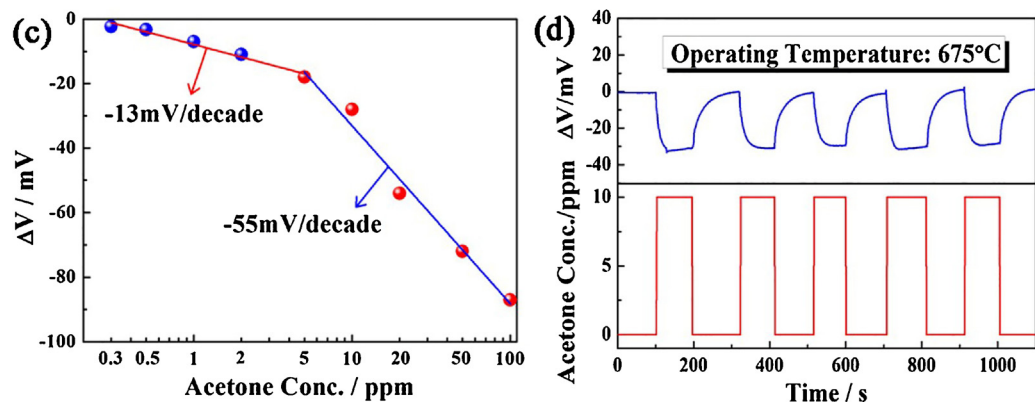 (c)
0
-20
-40
-60
-80
-100
ΔV / mV
-13mV/decade
-55mV/decade
0.3 0.5 1 2 5 10 20 50 100
Acetone Conc. / ppm
(d)
40
20
0
-20
-40
ΔV/mV
Operating Temperature: 675°C
10
5
0
Acetone Conc./ppm
0 200 400 600 800 1000
Time / s